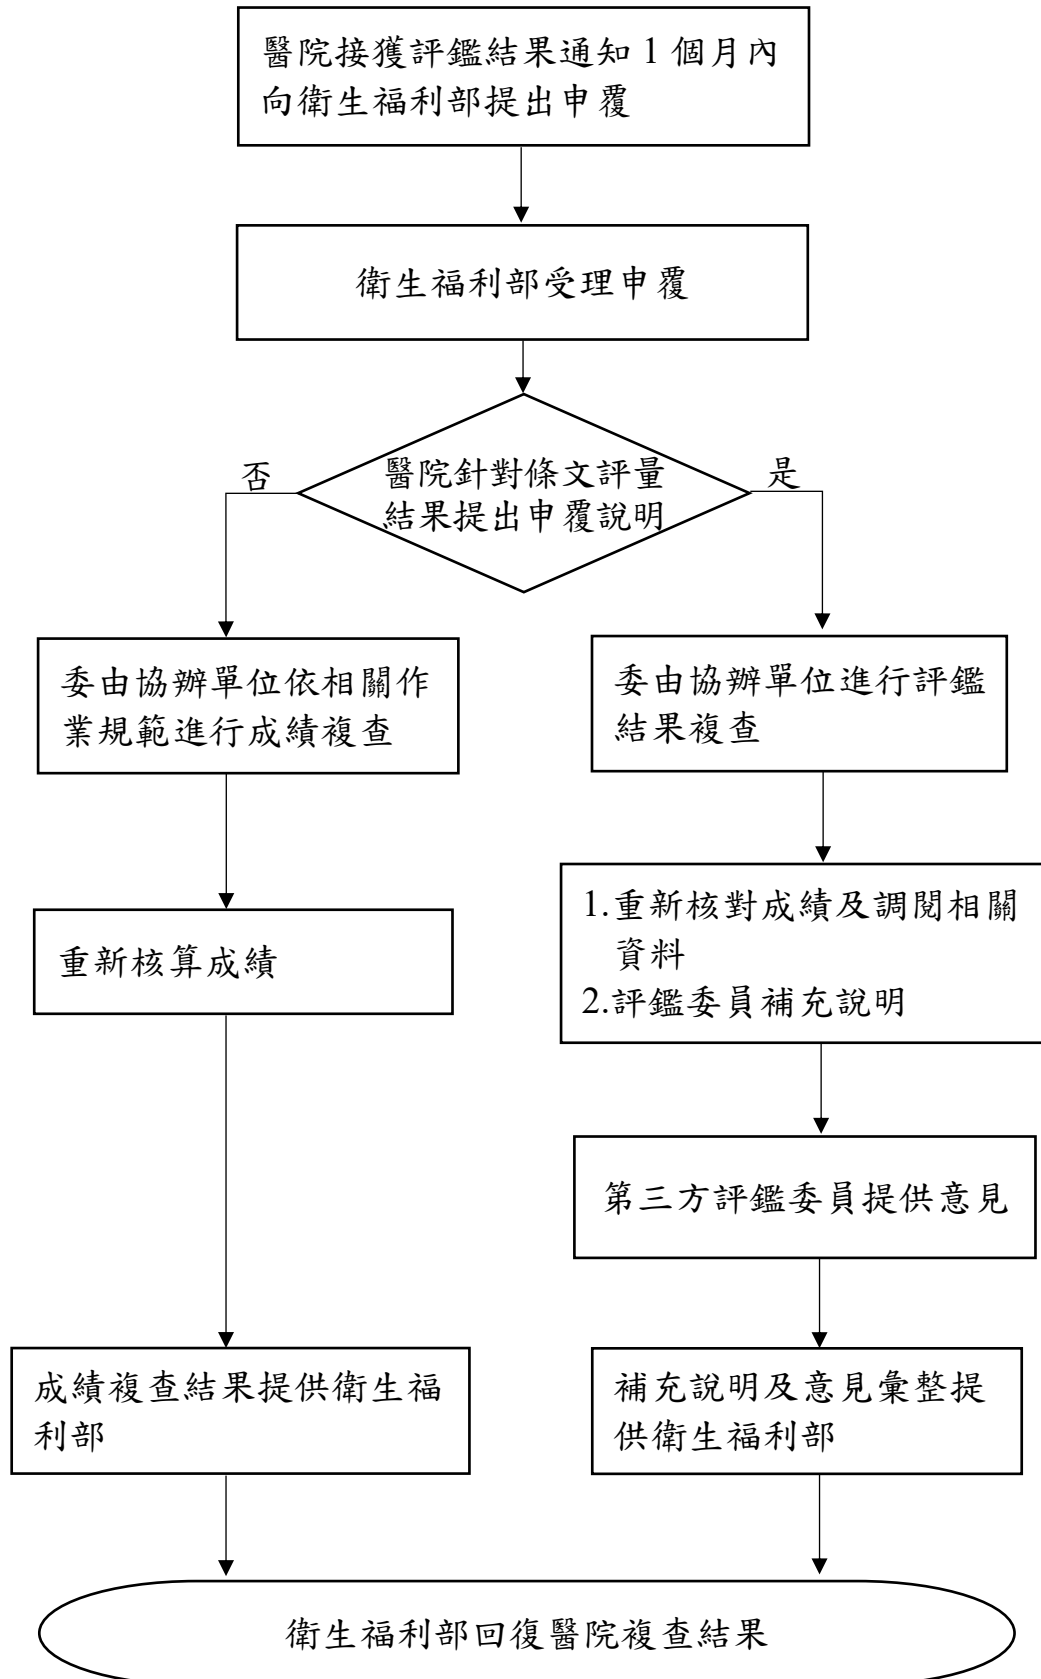 醫院接獲評鑑結果通知 1 個月內
向衛生福利部提出申覆
衛生福利部受理申覆
醫院針對條文評量
結果提出申覆說明
否
是
委由協辦單位依相關作
業規範進行成績複查
委由協辦單位進行評鑑
結果複查
重新核算成績
1.重新核對成績及調閱相關
資料
2.評鑑委員補充說明
第三方評鑑委員提供意見
成績複查結果提供衛生福
利部
補充說明及意見彙整提
供衛生福利部
衛生福利部回復醫院複查結果